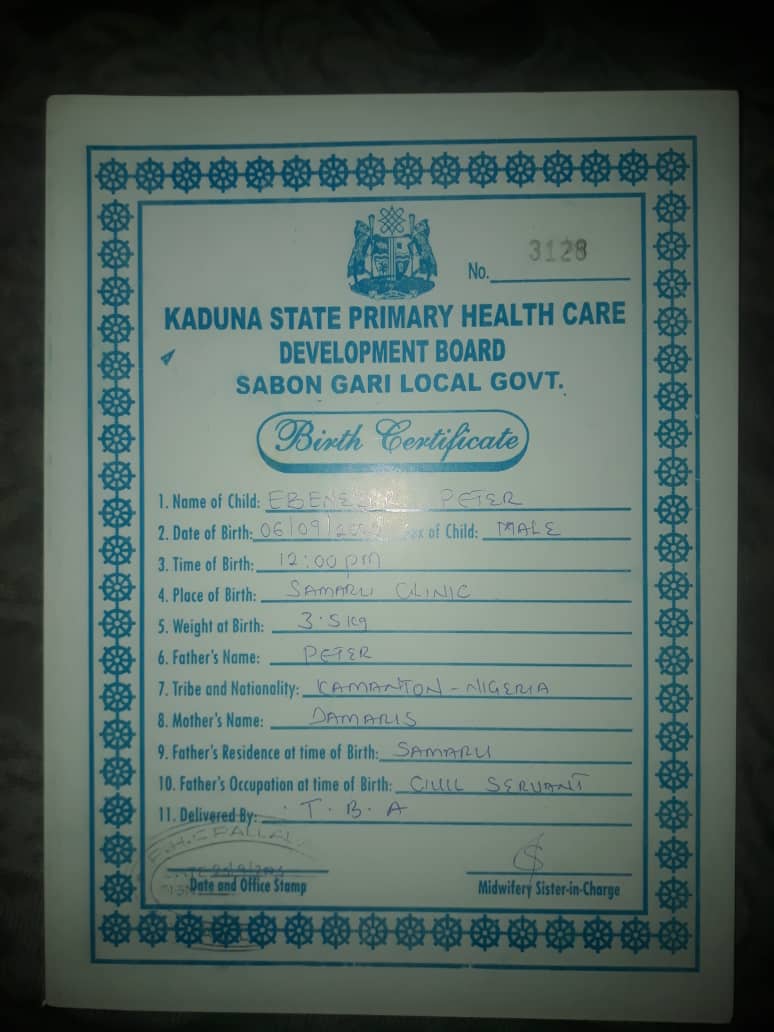 No. 3128
KADUNA STATE PRIMARY HEALTH CARE
DEVELOPMENT BOARD
SABON GARI LOCAL GOVT.
Birth Certificate
1. Name of Child: PETER
2. Date of Birth: 06/09/ of Child: MALE
3. Time of Birth: 12:00 pm
4. Place of Birth: SAMARU CLINIC
5. Weight at Birth: 3.5kg
6. Father's Name: PETER
7. Tribe and Nationality: KAMANTON - NIGERIA
8. Mother's Name: DAMARIS
9. Father's Residence at time of Birth: SAMARU
10. Father's Occupation at time of Birth: CIVIL SERVANT
11. Delivered By: T. B. A
Date and Office Stamp
Midwifery Sister-in-Charge